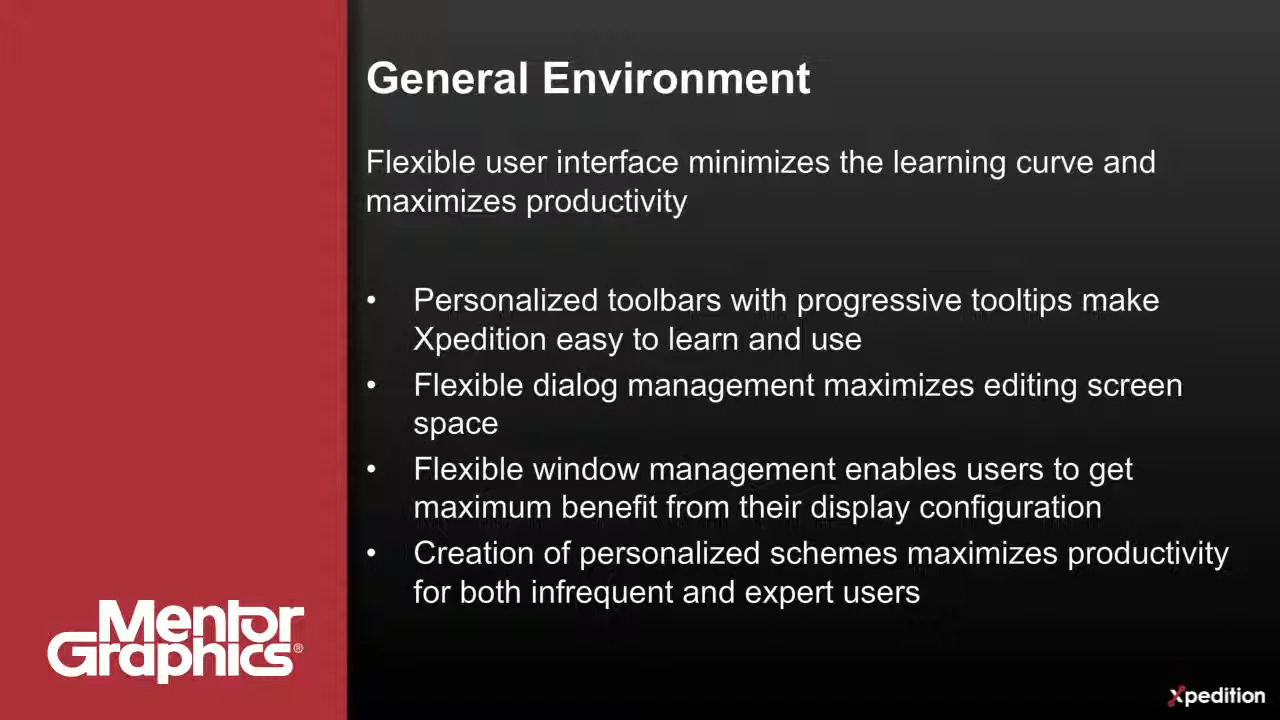 General Environment
Flexible user interface minimizes the learning curve and
maximizes productivity
• Personalized toolbars with progressive tooltips make
Xpedition easy to learn and use
• Flexible dialog management maximizes editing screen
space
• Flexible window management enables users to get
maximum benefit from their display configuration
• Creation of personalized schemes maximizes productivity
for both infrequent and expert users
Mentor
Graphics®
Xpedition